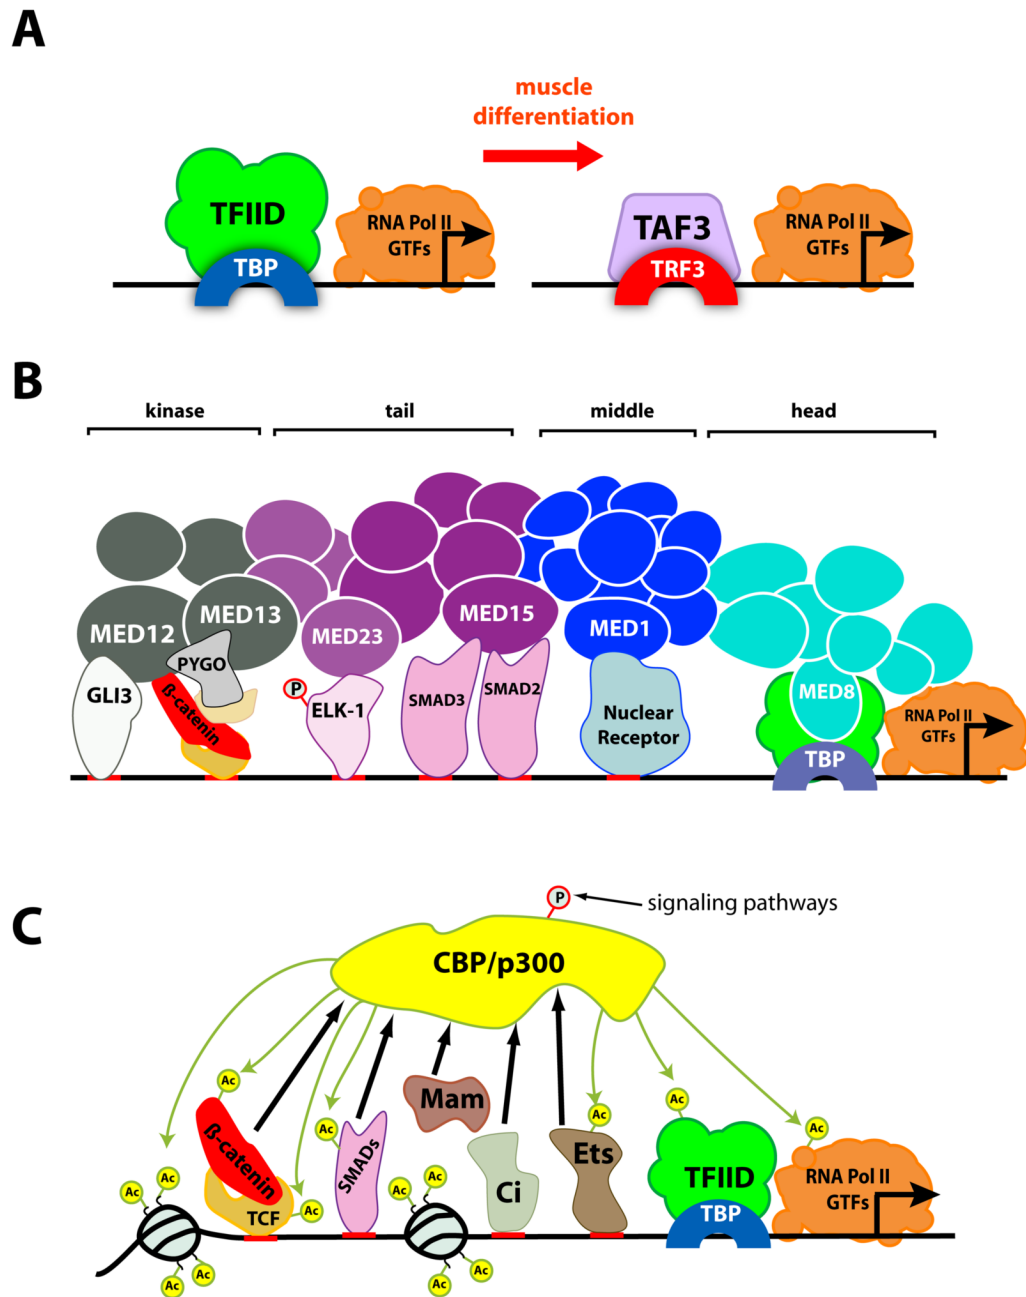 A
muscle
differentiation
TFIID
TBP
RNA Pol II
GTFs
TAF3
TRF3
RNA Pol II
GTFs
B
kinase
tail
middle
head
MED12
MED13
MED23
MED15
MED1
MED8
GLI3
PYGO
ß-catenin
P
ELK-1
SMAD3
SMAD2
Nuclear
Receptor
TBP
RNA Pol II
GTFs
C
P
signaling pathways
CBP/p300
Ac
ß-catenin
TCF
Ac
Ac
SMADs
Mam
Ci
Ac
Ets
Ac
TFIID
TBP
Ac
RNA Pol II
GTFs
Ac
Ac
Ac
Ac
Ac
Ac
Ac
Ac